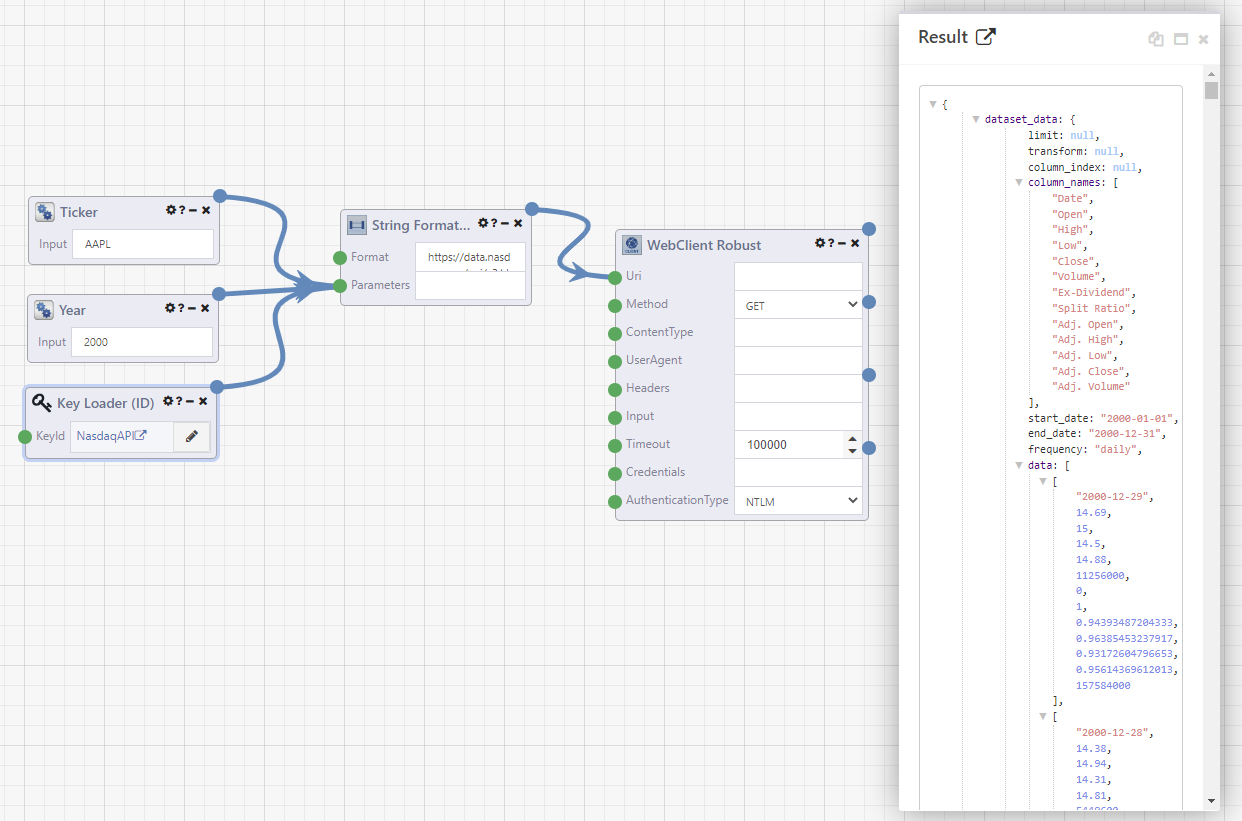 Ticker
Input AAPL
Year
Input 2000
Key Loader (ID)
KeyId NasdaqAPI
String Format...
Format https://data.nasd
Parameters
WebClient Robust
Uri
Method GET
ContentType
UserAgent
Headers
Input
Timeout 100000
Credentials
AuthenticationType NTLM
Result
{
dataset_data: {
limit: null,
transform: null,
column_index: null,
column_names: [
"Date",
"Open",
"High",
"Low",
"Close",
"Volume",
"Ex-Dividend",
"Split Ratio",
"Adj. Open",
"Adj. High",
"Adj. Low",
"Adj. Close",
"Adj. Volume"
],
start_date: "2000-01-01",
end_date: "2000-12-31",
frequency: "daily",
data: [
[
"2000-12-29",
14.69,
15,
14.5,
14.88,
11256000,
0,
1,
0.94393487204333,
0.96385453237917,
0.93172604796653,
0.95614369612013,
157584000
],
[
"2000-12-28",
14.38,
14.94,
14.31,
14.81,